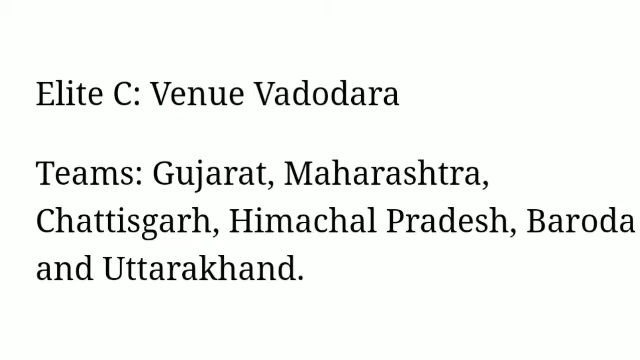 Elite C: Venue Vadodara
Teams: Gujarat, Maharashtra,
Chattisgarh, Himachal Pradesh, Baroda
and Uttarakhand.